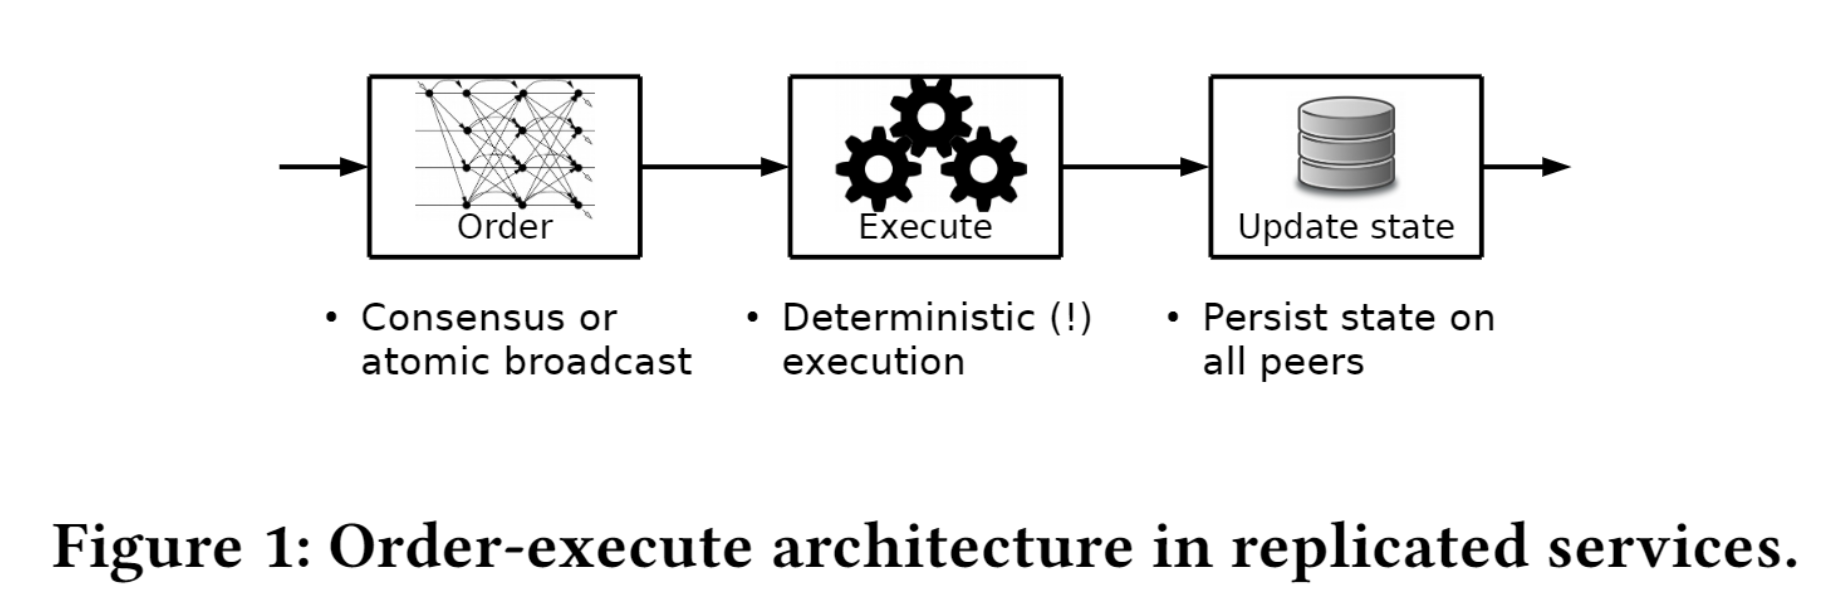 Order
Execute
Update state
• Consensus or
atomic broadcast
• Deterministic (!)
execution
• Persist state on
all peers
Figure 1: Order-execute architecture in replicated services.